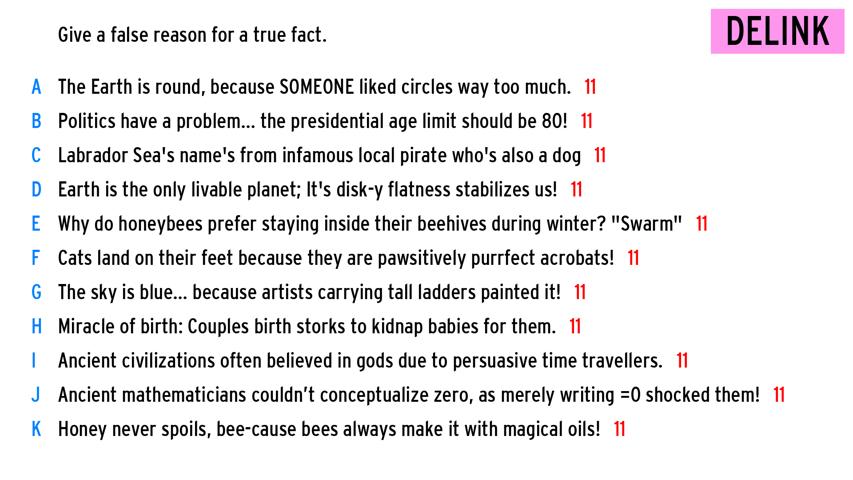 Give a false reason for a true fact.
DELINK
A The Earth is round, because SOMEONE liked circles way too much. 11
B Politics have a problem... the presidential age limit should be 80! 11
C Labrador Sea's name's from infamous local pirate who's also a dog 11
D Earth is the only livable planet; It's disk-y flatness stabilizes us! 11
E Why do honeybees prefer staying inside their beehives during winter? "Swarm" 11
F Cats land on their feet because they are pawsitively purrfect acrobats! 11
G The sky is blue... because artists carrying tall ladders painted it! 11
H Miracle of birth: Couples birth storks to kidnap babies for them. 11
I Ancient civilizations often believed in gods due to persuasive time travellers. 11
J Ancient mathematicians couldn't conceptualize zero, as merely writing =0 shocked them! 11
K Honey never spoils, bee-cause bees always make it with magical oils! 11